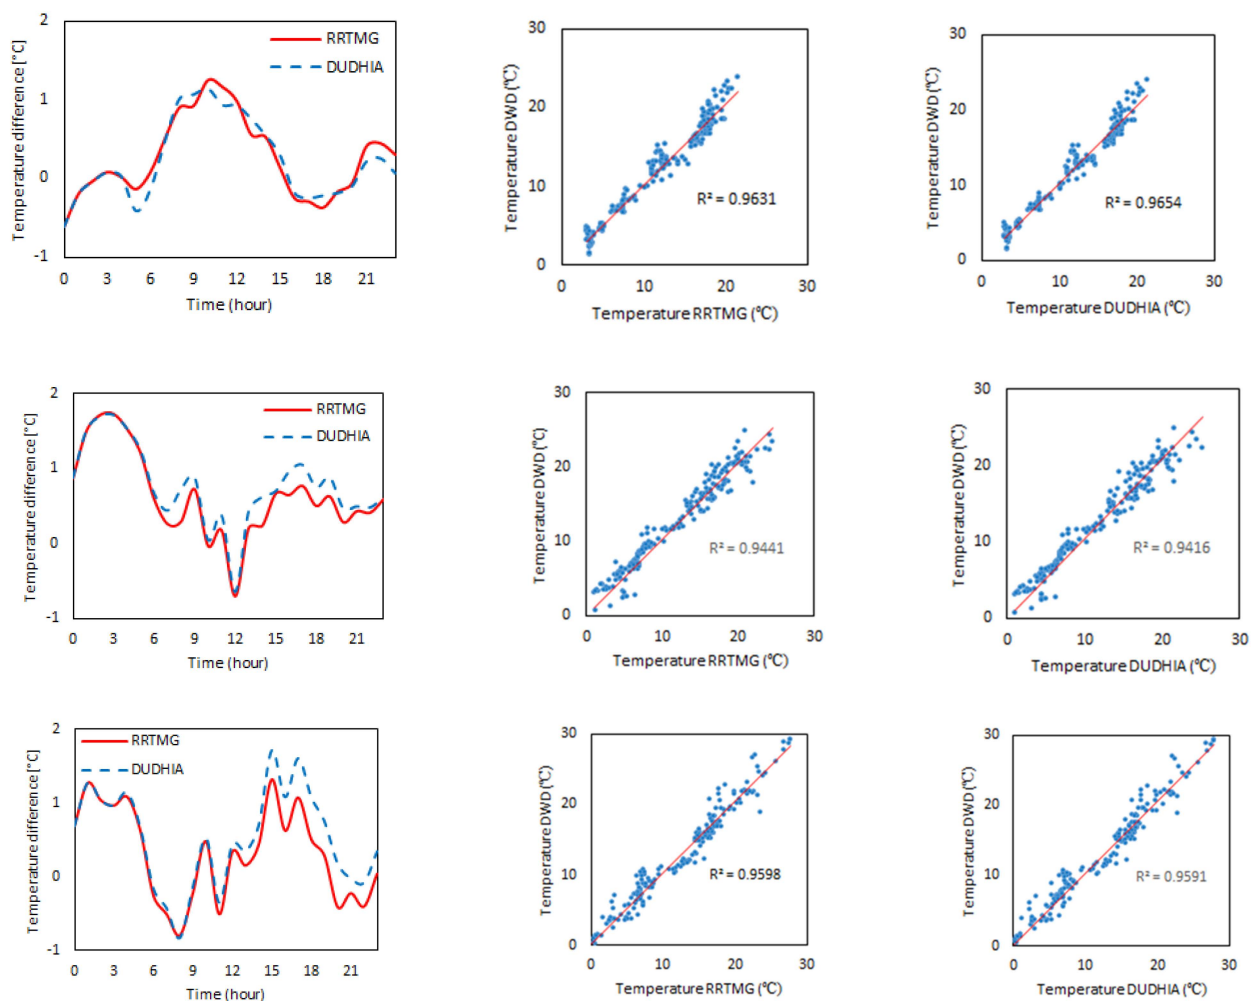 2
1
0
-1
Temperature difference [°C]
RRTMG
DUDHIA
0 3 6 9 12 15 18 21
Time (hour)
30
20
10
0
Temperature DWD (℃)
R² = 0.9631
0 10 20 30
Temperature RRTMG (℃)
30
20
10
0
Temperature DWD (℃)
R² = 0.9654
0 10 20 30
Temperature DUDHIA (℃)
2
1
0
-1
Temperature difference [°C]
RRTMG
DUDHIA
0 3 6 9 12 15 18 21
Time (hour)
30
20
10
0
Temperature DWD (℃)
R² = 0.9441
0 10 20 30
Temperature RRTMG (℃)
30
20
10
0
Temperature DWD (℃)
R² = 0.9416
0 10 20 30
Temperature DUDHIA (℃)
2
1
0
-1
Temperature difference [°C]
RRTMG
DUDHIA
0 3 6 9 12 15 18 21
Time (hour)
30
20
10
0
Temperature DWD (℃)
R² = 0.9598
0 10 20 30
Temperature RRTMG (℃)
30
20
10
0
Temperature DWD (℃)
R² = 0.9591
0 10 20 30
Temperature DUDHIA (℃)